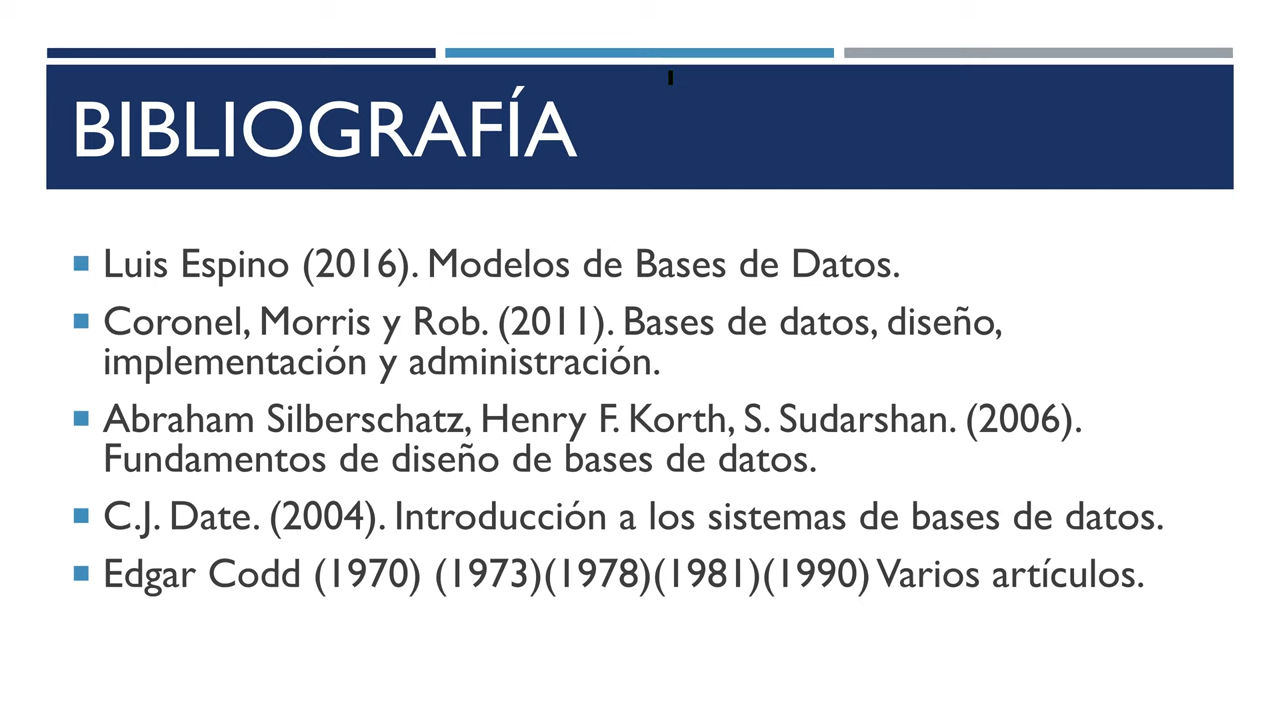 BIBLIOGRAFÍA
Luis Espino (2016). Modelos de Bases de Datos.
Coronel, Morris y Rob. (2011). Bases de datos, diseño,
implementación y administración.
Abraham Silberschatz, Henry F. Korth, S. Sudarshan. (2006).
Fundamentos de diseño de bases de datos.
C.J. Date. (2004). Introducción a los sistemas de bases de datos.
Edgar Codd (1970) (1973)(1978)(1981)(1990) Varios artículos.